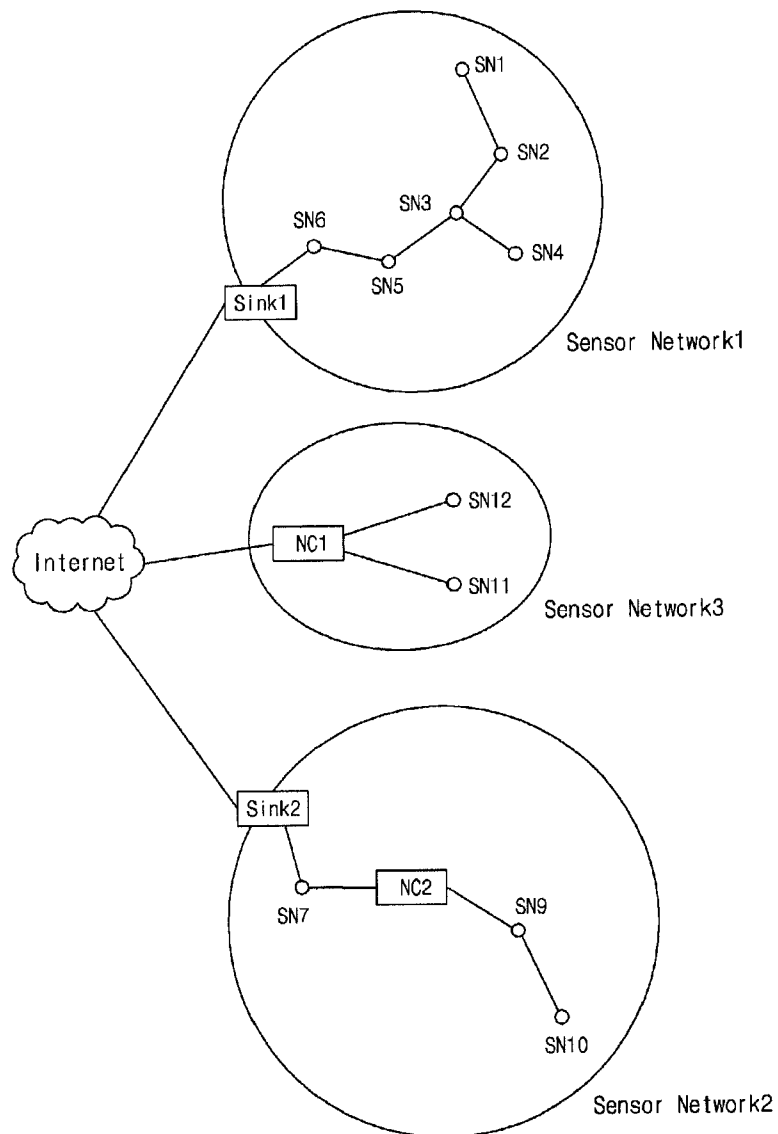 SN1
SN2
SN3
SN6
SN4
SN5
Sink1
Sensor Network1
SN12
NC1
Internet
SN11
Sensor Network3
Sink2
NC2
SN7
SN9
SN10
Sensor Network2